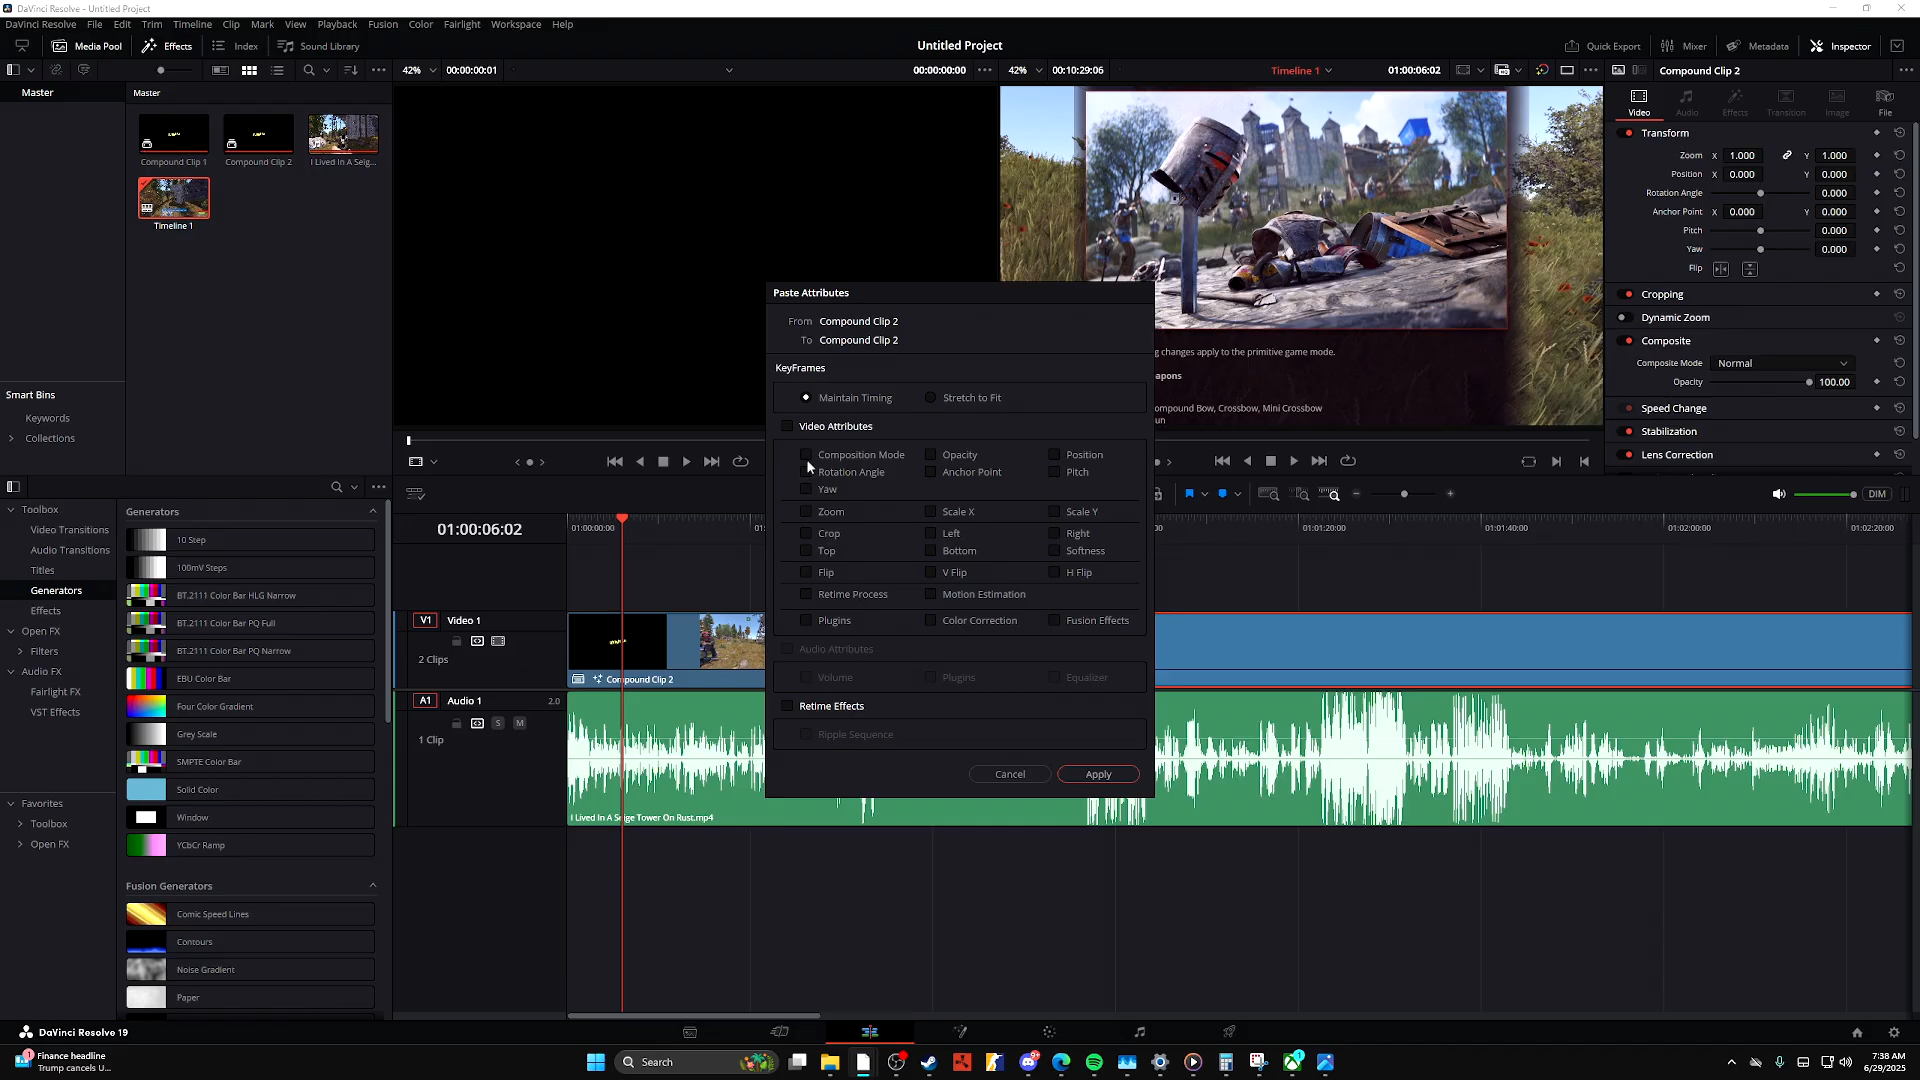 DaVinci Resolve - Untitled Project
DaVinci Resolve File Edit Trim Timeline Clip Mark View Playback Fusion Color Fairlight Workspace Help
Media Pool Effects Index Sound Library Untitled Project Quick Export Mixer Metadata Inspector
42% 00:00:00:01 00:00:00:00 42% 00:10:29:06 Timeline 1 01:00:06:02 Compound Clip 2
Master Master
Video Audio Effects Transition Image File
Compound Clip 1 Compound Clip 2 I Lived In A Seig...
Timeline 1
Transform
Zoom X 1.000 Y 1.000
Position X 0.000 Y 0.000
Rotation Angle 0.000
Anchor Point X 0.000 Y 0.000
Pitch 0.000
Yaw 0.000
Flip
Cropping
Dynamic Zoom
Composite
Composite Mode Normal
Opacity 100.00
Speed Change
Stabilization
Lens Correction
g changes apply to the primitive game mode.
apons
ompound Bow, Crossbow, Mini Crossbow
un
Smart Bins
Keywords
Collections
Paste Attributes
From Compound Clip 2
To Compound Clip 2
KeyFrames
Maintain Timing Stretch to Fit
Video Attributes
Composition Mode Opacity Position
Rotation Angle Anchor Point Pitch
Yaw
Zoom Scale X Scale Y
Crop Left Right
Top Bottom Softness
Flip V Flip H Flip
Retime Process Motion Estimation
Plugins Color Correction Fusion Effects
Audio Attributes
Volume Plugins Equalizer
Retime Effects
Ripple Sequence
Cancel Apply
Toolbox
Video Transitions
Audio Transitions
Titles
Generators
Effects
Open FX
Filters
Audio FX
Fairlight FX
VST Effects
Favorites
Toolbox
Open FX
Generators
10 Step
100mV Steps
BT.2111 Color Bar HLG Narrow
BT.2111 Color Bar PQ Full
BT.2111 Color Bar PQ Narrow
EBU Color Bar
Four Color Gradient
Grey Scale
SMPTE Color Bar
Solid Color
Window
YCbCr Ramp
Fusion Generators
Comic Speed Lines
Contours
Noise Gradient
Paper
DIM
01:00:06:02 01:00:00:00 01:01:20:00 01:01:40:00 01:02:00:00 01:02:20:00
V1 Video 1
2 Clips
Compound Clip 2
A1 Audio 1 2.0
S M
1 Clip
I Lived In A Seige Tower On Rust.mp4
DaVinci Resolve 19
1 Finance headline
Trump cancels U...
Search
7:38 AM
6/29/2025